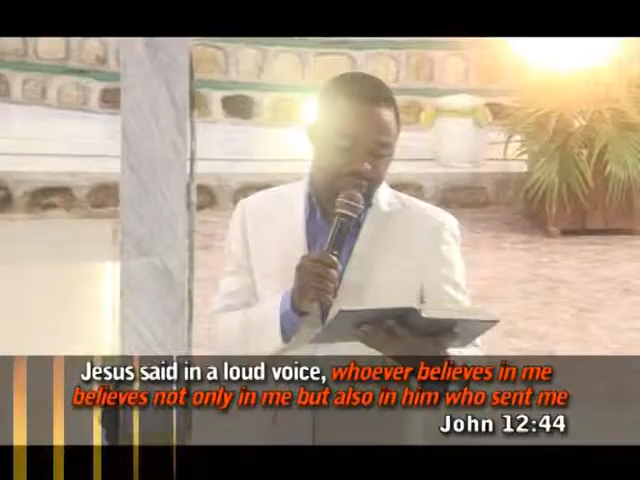 Jesus said in a loud voice, whoever believes in me
believes not only in me but also in him who sent me
John 12:44